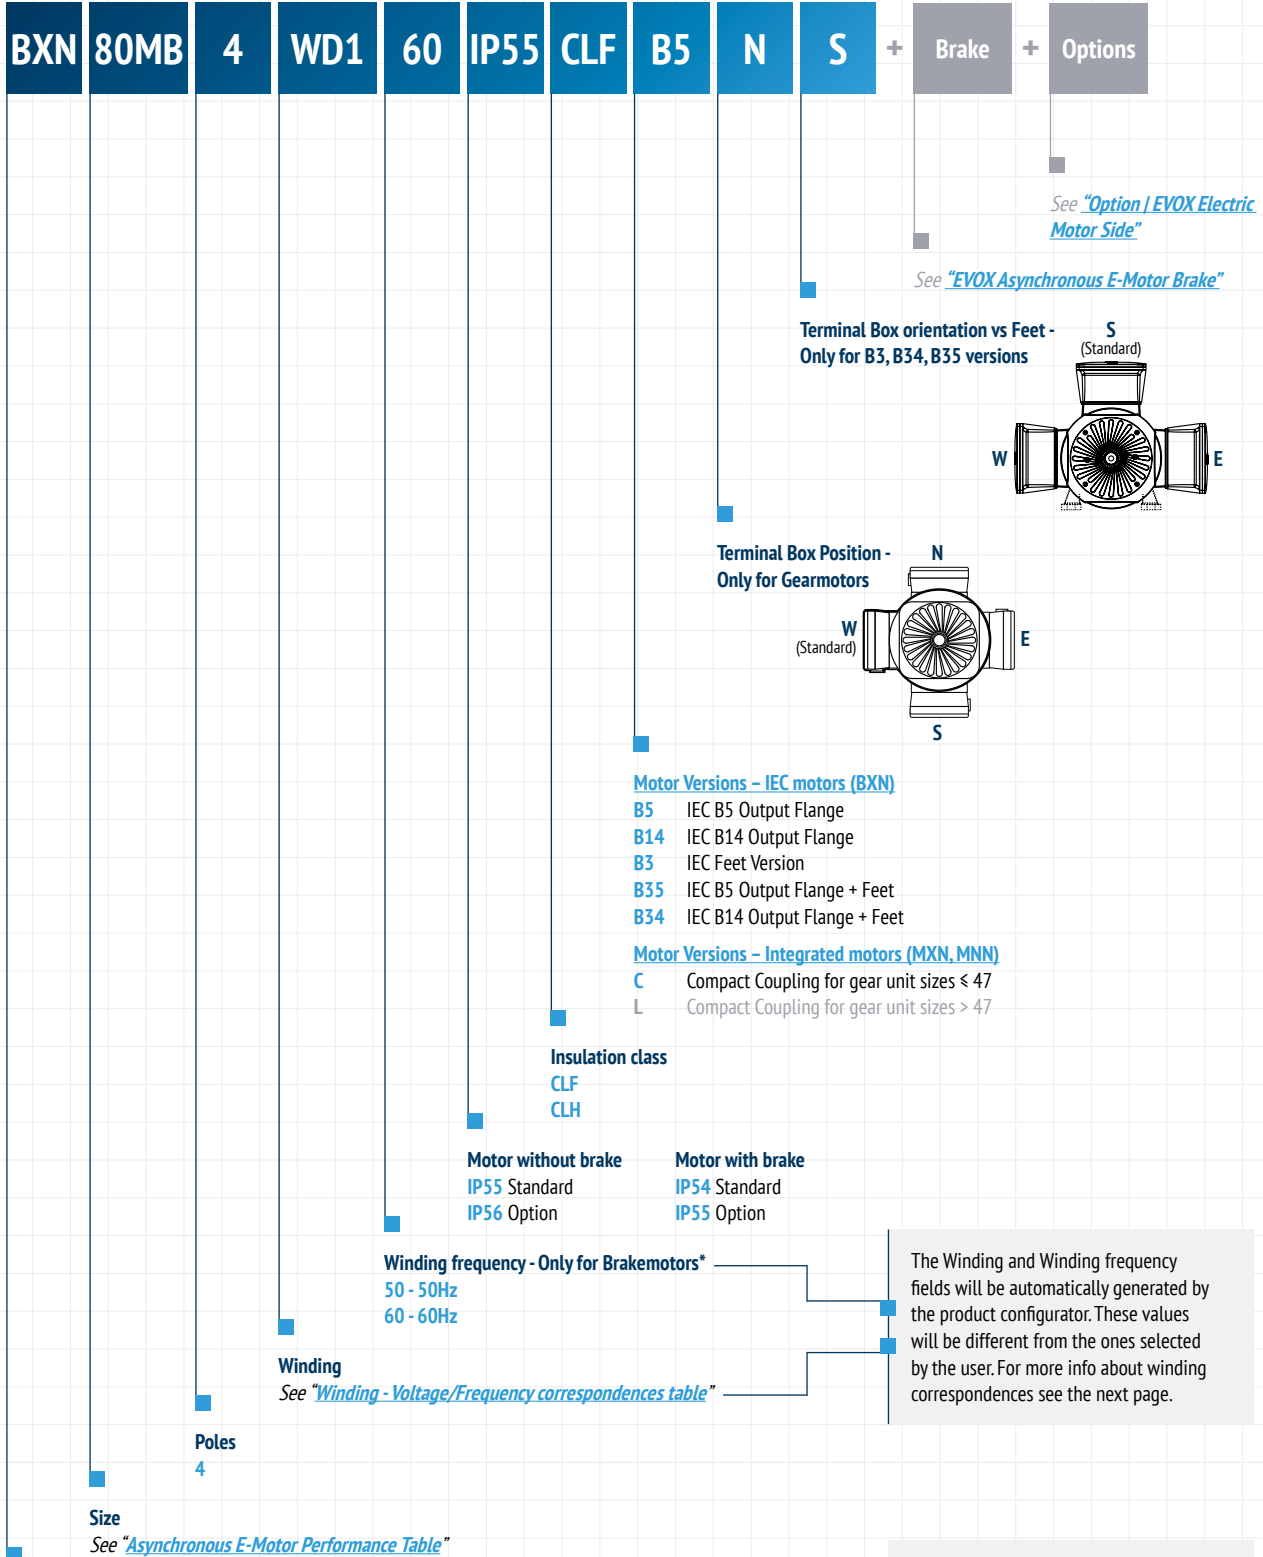 BXN 80MB 4 WD1 60 IP55 CLF B5 N S + Brake + Options
See “Option | EVOX Electric
Motor Side”
See “EVOX Asynchronous E-Motor Brake”
Terminal Box orientation vs Feet -
Only for B3, B34, B35 versions
S
(Standard)
W
E
Terminal Box Position -
Only for Gearmotors
N
W
(Standard)
E
S
Motor Versions – IEC motors (BXN)
B5 IEC B5 Output Flange
B14 IEC B14 Output Flange
B3 IEC Feet Version
B35 IEC B5 Output Flange + Feet
B34 IEC B14 Output Flange + Feet
Motor Versions – Integrated motors (MXN, MNN)
C Compact Coupling for gear unit sizes ≤ 47
L Compact Coupling for gear unit sizes > 47
Insulation class
CLF
CLH
Motor without brake
IP55 Standard
IP56 Option
Motor with brake
IP54 Standard
IP55 Option
Winding frequency - Only for Brakemotors*
50 - 50Hz
60 - 60Hz
The Winding and Winding frequency
fields will be automatically generated by
the product configurator. These values
will be different from the ones selected
by the user. For more info about winding
correspondences see the next page.
Winding
See “Winding - Voltage/Frequency correspondences table”
Poles
4
Size
See “Asynchronous E-Motor Performance Table”